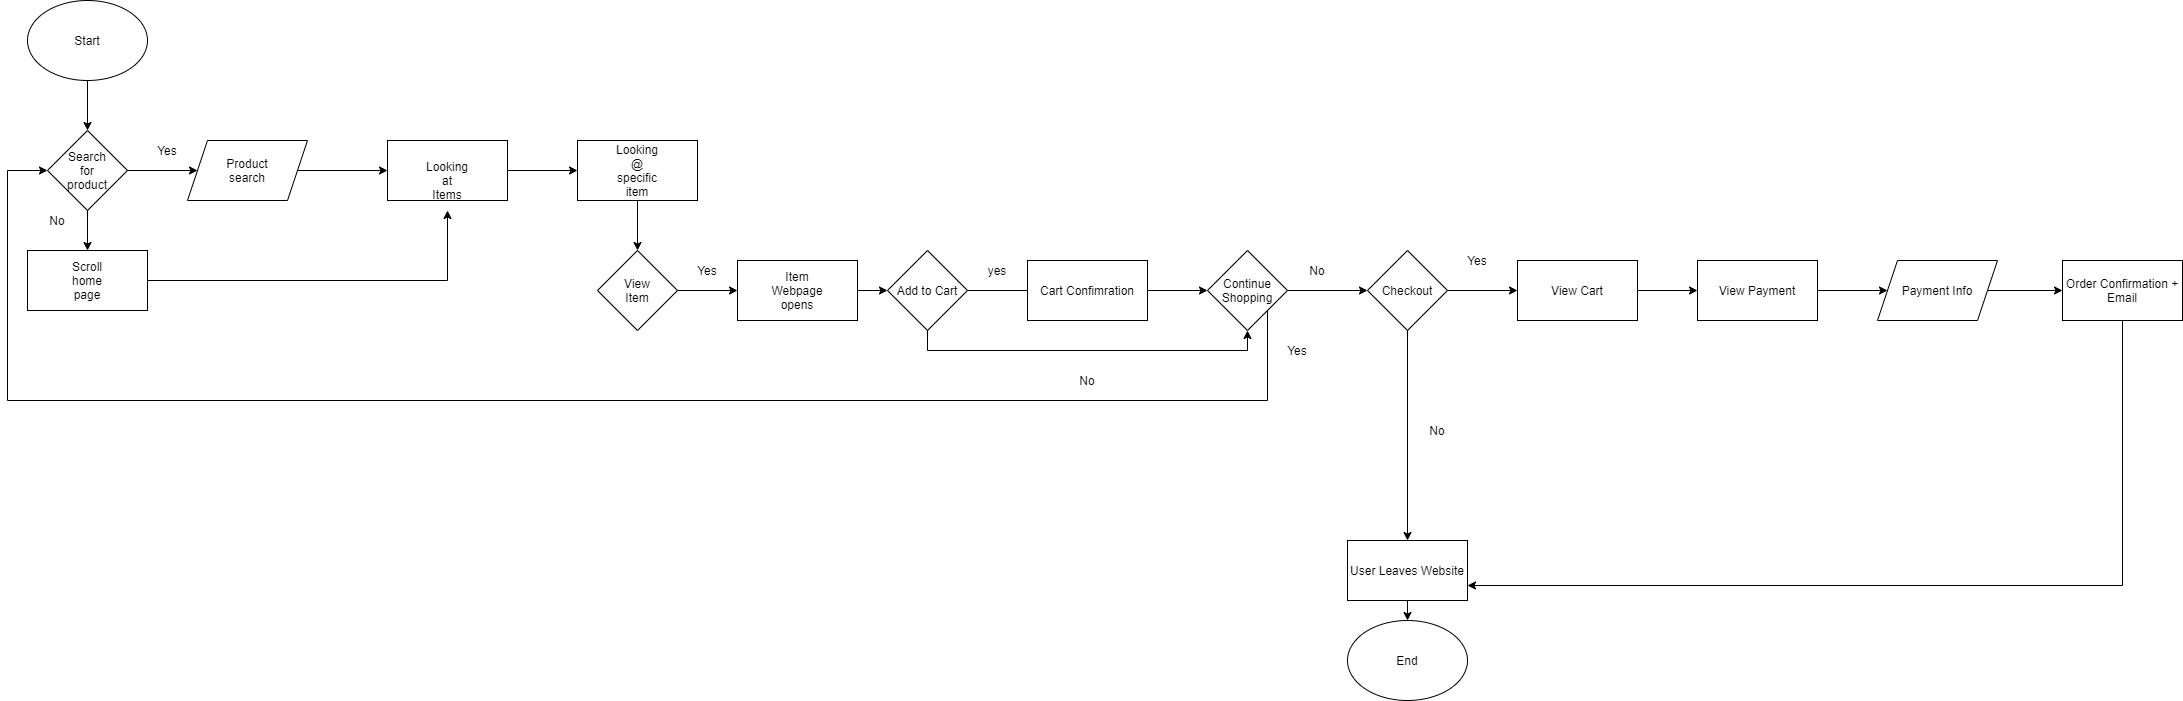 Start
Search
for
product
Yes
Product
search
Looking
at
Items
Looking
@
specific
item
No
Scroll
home
page
View
Item
Yes
Item
Webpage
opens
Add to Cart
yes
Cart Confimration
Continue
Shopping
No
Checkout
Yes
View Cart
View Payment
Payment Info
Order Confirmation +
Email
Yes
No
No
User Leaves Website
End